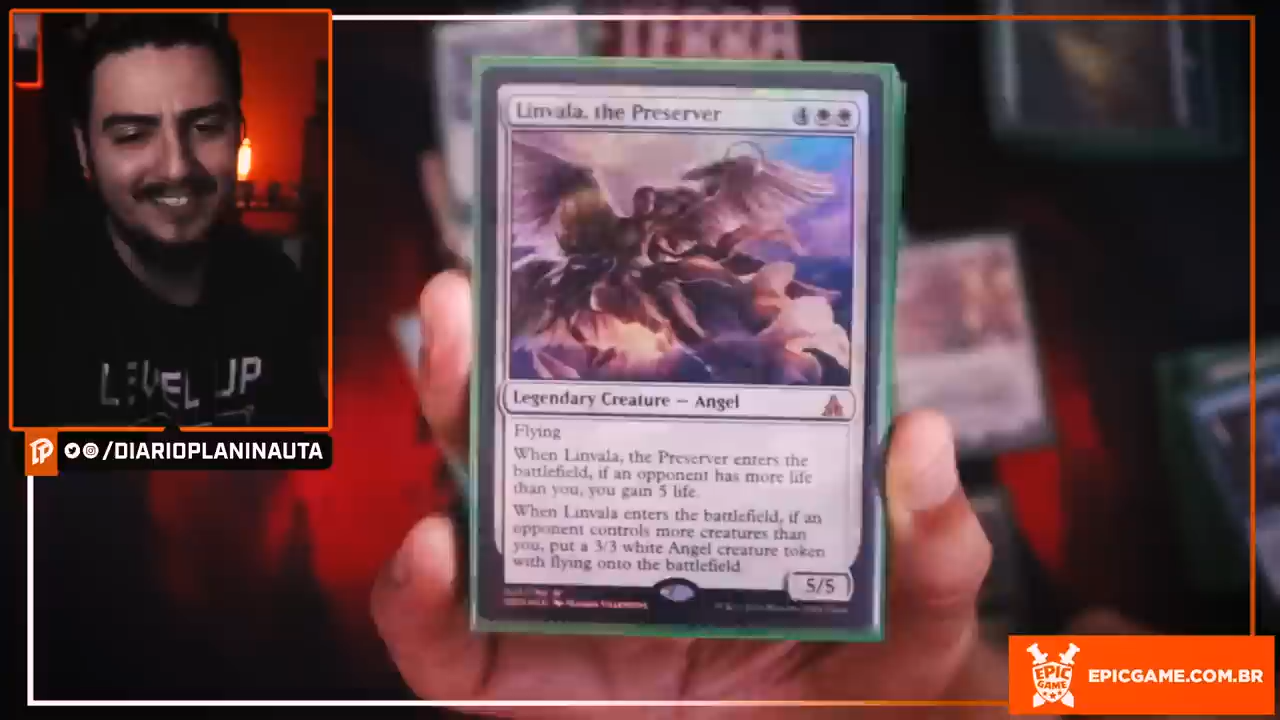 TERRA
Linvala, the Preserver
4
Legendary Creature — Angel
Flying
When Linvala, the Preserver enters the
battlefield, if an opponent has more life
than you, you gain 5 life.
When Linvala enters the battlefield, if an
opponent controls more creatures than
you, put a 3/3 white Angel creature token
with flying onto the battlefield.
5/5
LEVEL UP
/DIARIOPLANINAUTA
EPIC
GAME
EPICGAME.COM.BR